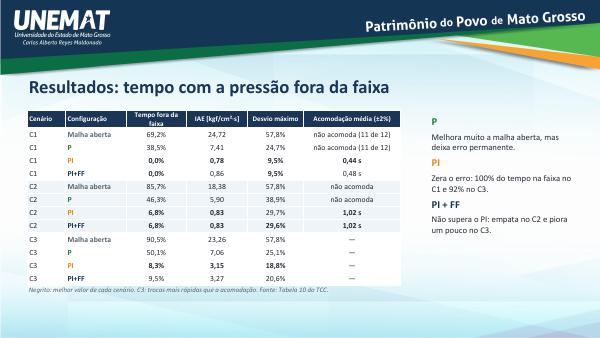 UNEMAT
Universidade do Estado de Mato Grosso
Carlos Alberto Reyes Maldonado
Patrimônio do Povo de Mato Grosso
Resultados: tempo com a pressão fora da faixa
Cenário Configuração Tempo fora da faixa IAE [kgf/cm²·s] Desvio máximo Acomodação média (±2%)
C1 Malha aberta 69,2% 24,72 57,8% não acomoda (11 de 12)
C1 P 38,5% 7,41 24,7% não acomoda (11 de 12)
C1 PI 0,0% 0,78 9,5% 0,44 s
C1 PI+FF 0,0% 0,86 9,5% 0,48 s
C2 Malha aberta 85,7% 18,38 57,8% não acomoda
C2 P 46,3% 5,90 38,9% não acomoda
C2 PI 6,8% 0,83 29,7% 1,02 s
C2 PI+FF 6,8% 0,83 29,6% 1,02 s
C3 Malha aberta 90,5% 23,26 57,8% —
C3 P 50,1% 7,06 25,1% —
C3 PI 8,3% 3,15 18,8% —
C3 PI+FF 9,5% 3,27 20,6% —
Negrito: melhor valor de cada cenário. C3: trocas mais rápidas que a acomodação. Fonte: Tabela 10 do TCC.
P
Melhora muito a malha aberta, mas
deixa erro permanente.
PI
Zera o erro: 100% do tempo na faixa no
C1 e 92% no C3.
PI + FF
Não supera o PI: empata no C2 e piora
um pouco no C3.